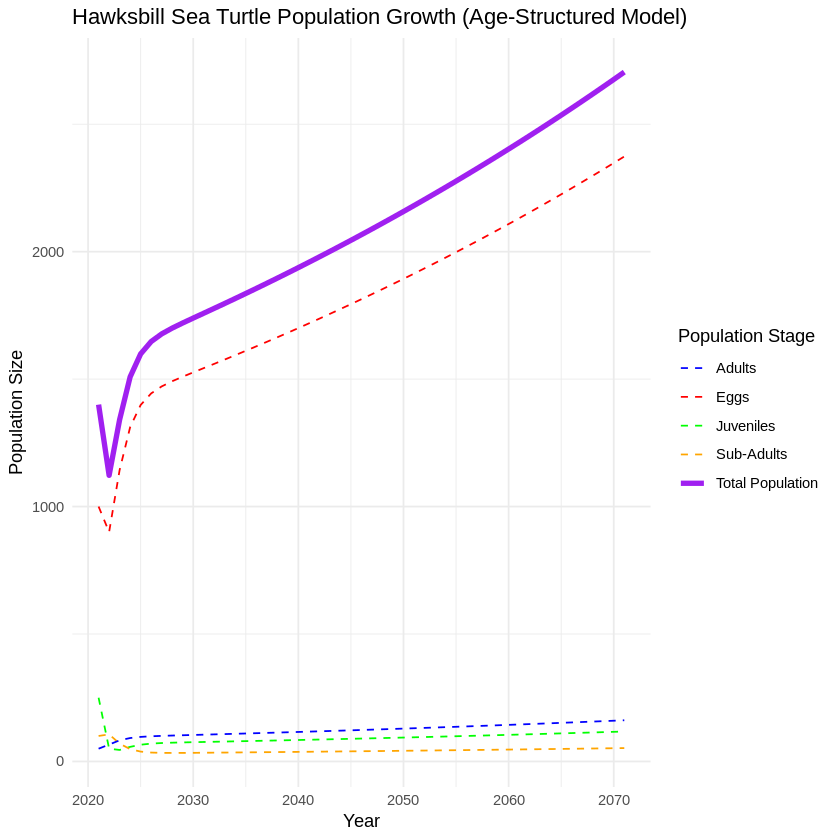 Hawksbill Sea Turtle Population Growth (Age-Structured Model)
Population Size
2000
1000
0
2020 2030 2040 2050 2060 2070
Year
Population Stage
Adults
Eggs
Juveniles
Sub-Adults
Total Population